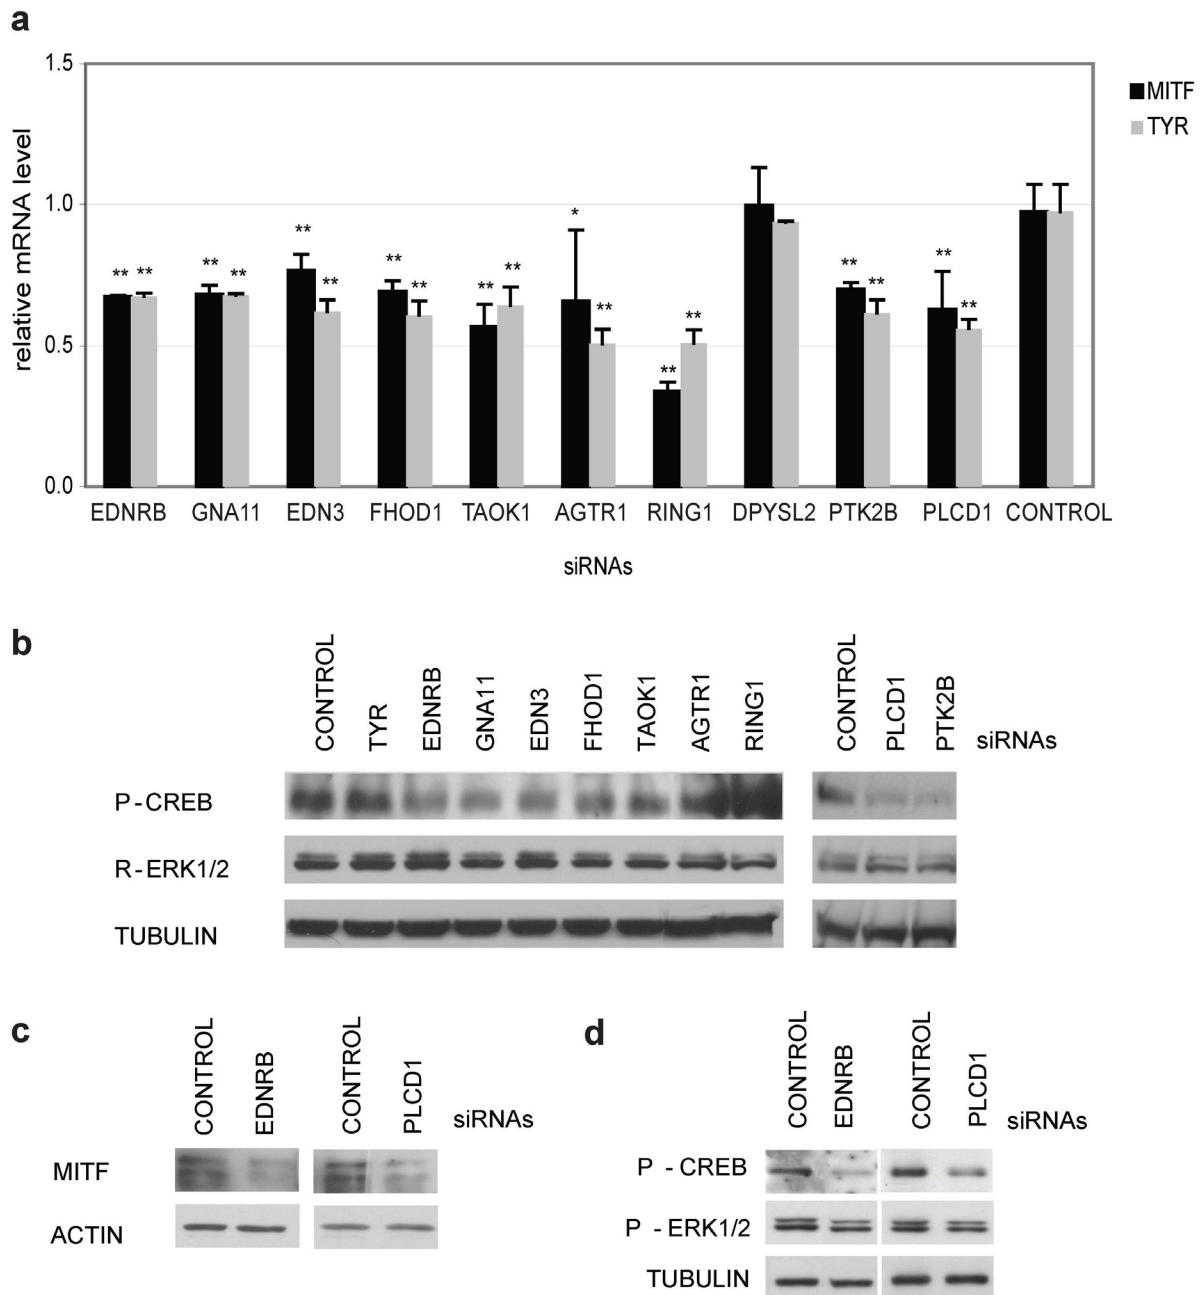 a
1.5
MITF
TYR
relative mRNA level
1.0
0.5
0.0
** ** ** ** ** ** ** ** ** ** * ** ** ** ** ** ** **
EDNRB GNA11 EDN3 FHOD1 TAOK1 AGTR1 RING1 DPYSL2 PTK2B PLCD1 CONTROL
siRNAs
b
CONTROL TYR EDNRB GNA11 EDN3 FHOD1 TAOK1 AGTR1 RING1 CONTROL PLCD1 PTK2B siRNAs
P-CREB
R-ERK1/2
TUBULIN
c
CONTROL EDNRB CONTROL PLCD1 siRNAs
MITF
ACTIN
d
CONTROL EDNRB CONTROL PLCD1 siRNAs
P - CREB
P - ERK1/2
TUBULIN